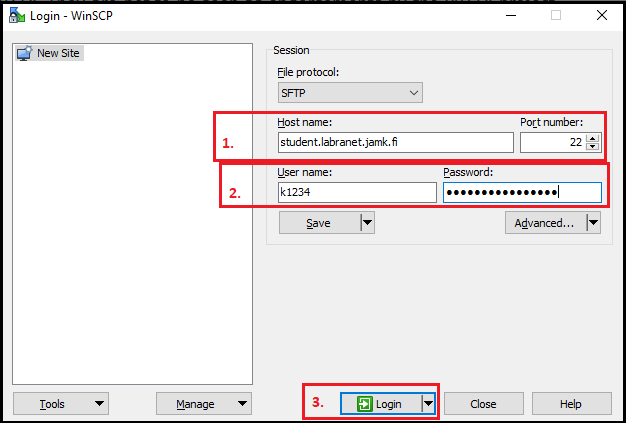 Login - WinSCP
New Site
Session
File protocol:
SFTP
1.
Host name: Port number:
student.labranet.jamk.fi 22
2.
User name: Password:
k1234 ●●●●●●●●●●●●●●●●
Save Advanced...
3.
Tools Manage Login Close Help